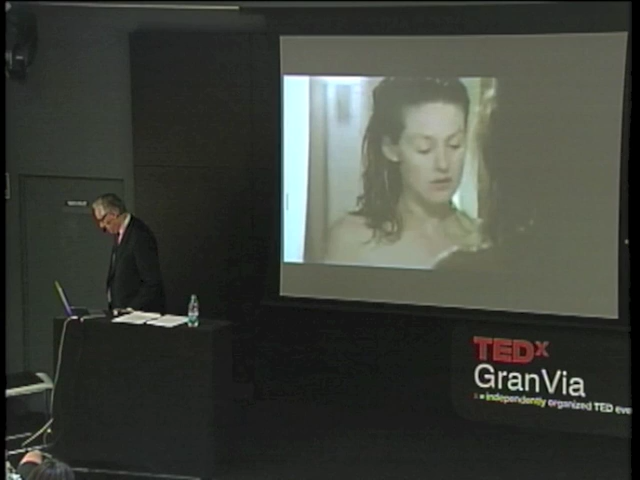 TEDx
GranVia
x = independently organized TED eve